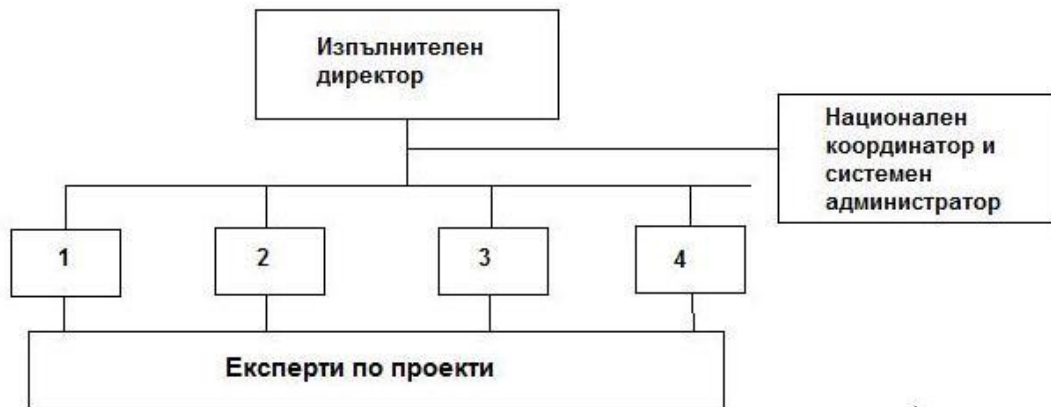 Изпълнителен
директор
Национален
координатор и
системен
администратор
1
2
3
4
Експерти по проекти